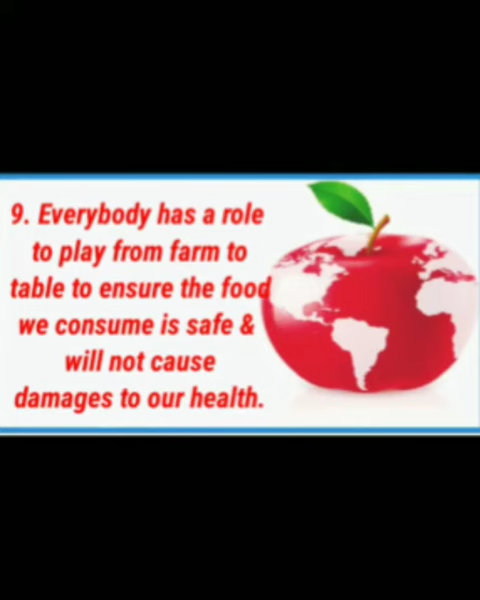 9. Everybody has a role
to play from farm to
table to ensure the food
we consume is safe &
will not cause
damages to our health.